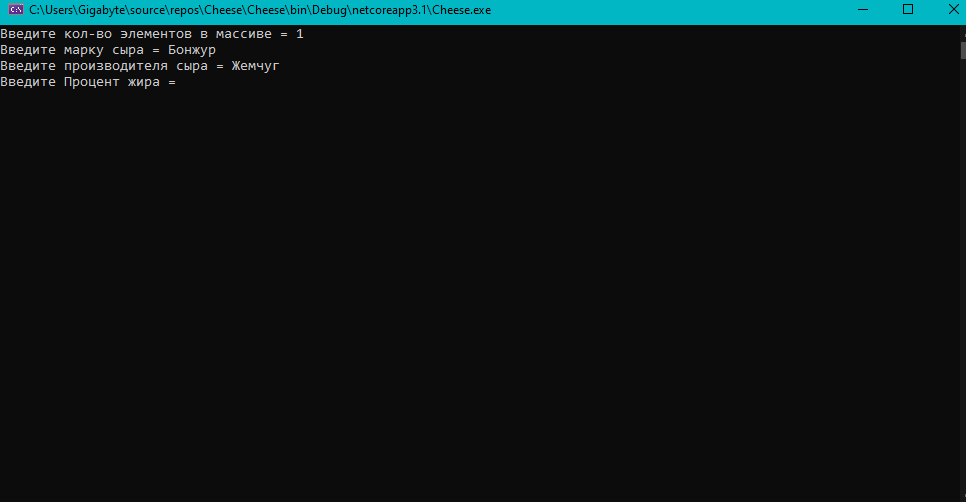 C:\Users\Gigabyte\source\repos\Cheese\Cheese\bin\Debug\netcoreapp3.1\Cheese.exe
Введите кол-во элементов в массиве = 1
Введите марку сыра = Бонжур
Введите производителя сыра = Жемчуг
Введите Процент жира =